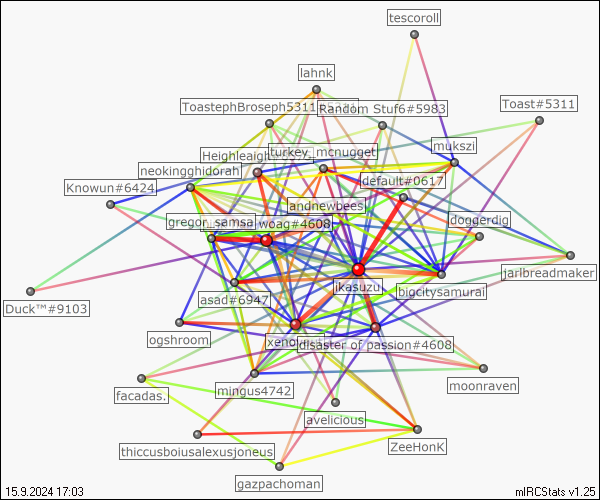 tescoroll
lahnk
ToastephBroseph5311
Random Stuf6#5983
Toast#5311
turkey_mcnugget
mukszi
neokingghidorah
default#0617
Knowun#6424
andnewbees
gregor_samsa
woag#4608
doggerdig
jarlbreadmaker
asad#6947
ikasuzu
bigcitysamurai
Duck™#9103
ogshroom
disaster of passion#4608
mingus4742
moonraven
facadas.
avelicious
ZeeHonK
thiccusboiusalexusjoneus
gazpachoman
15.9.2024 17:03
mIRCStats v1.25